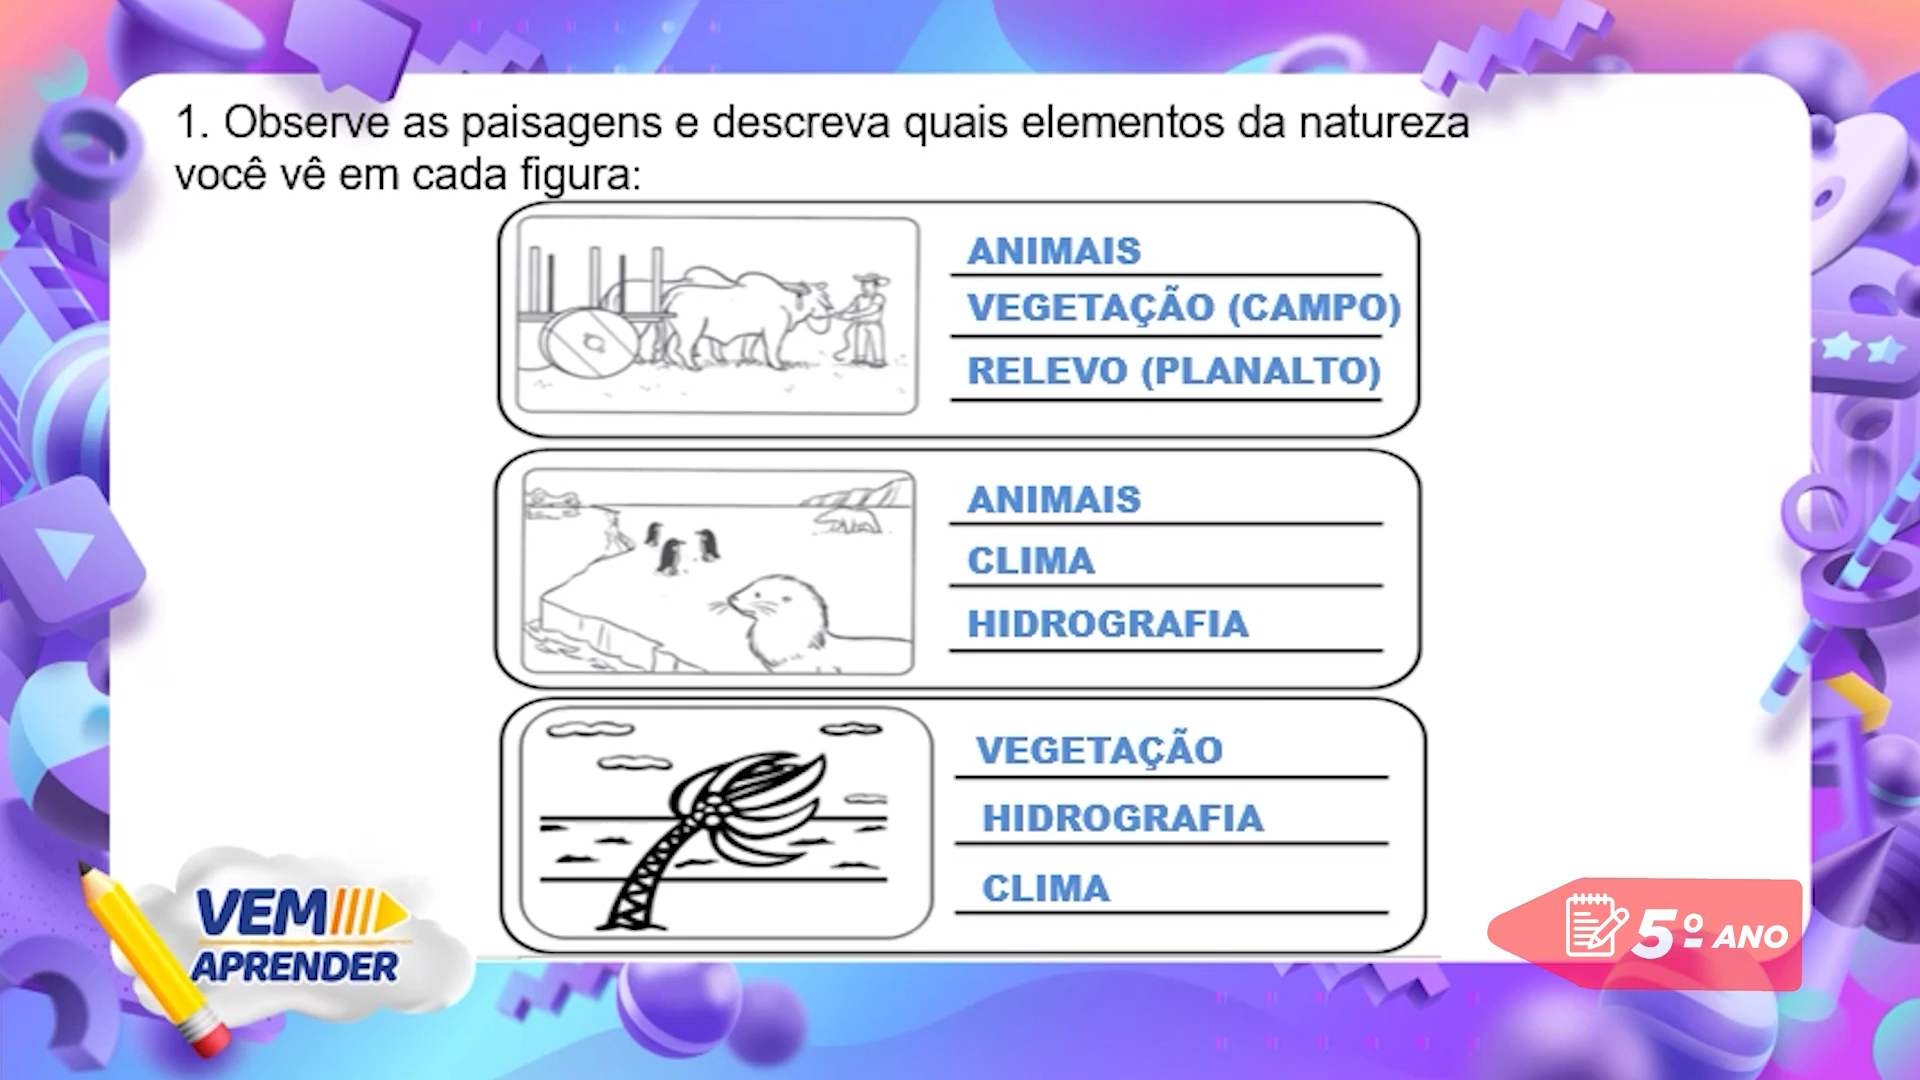 1. Observe as paisagens e descreva quais elementos da natureza
você vê em cada figura:
ANIMAIS
VEGETAÇÃO (CAMPO)
RELEVO (PLANALTO)
ANIMAIS
CLIMA
HIDROGRAFIA
VEGETAÇÃO
HIDROGRAFIA
CLIMA
VEM
APRENDER
5º ANO